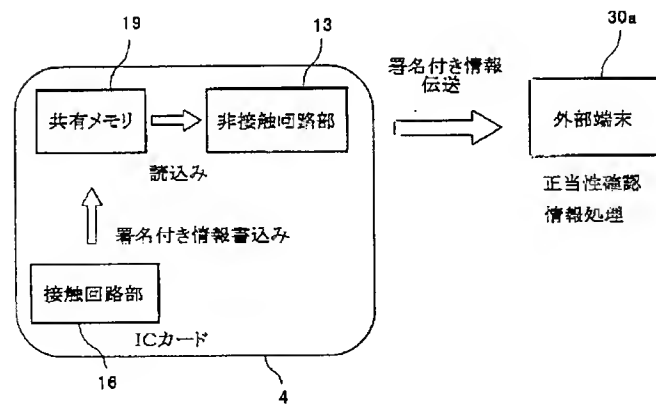 19
13
30a
共有メモリ
非接触回路部
署名付き情報
伝送
外部端末
読込み
正当性確認
情報処理
署名付き情報書込み
接触回路部
ICカード
16
4